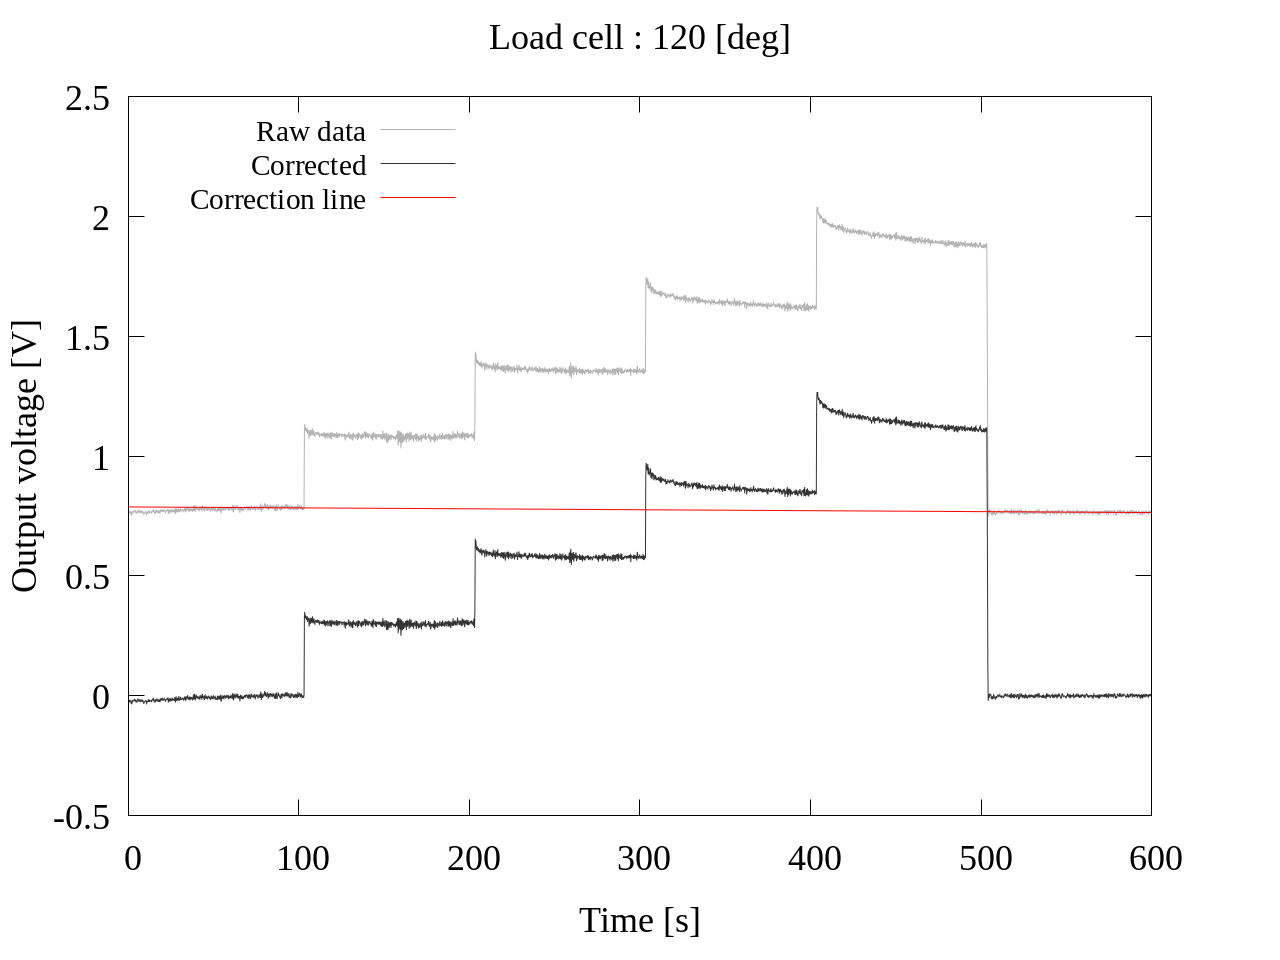 Load cell : 120 [deg]
2.5
2
1.5
1
0.5
0
-0.5
Raw data
Corrected
Correction line
Output voltage [V]
0 100 200 300 400 500 600
Time [s]